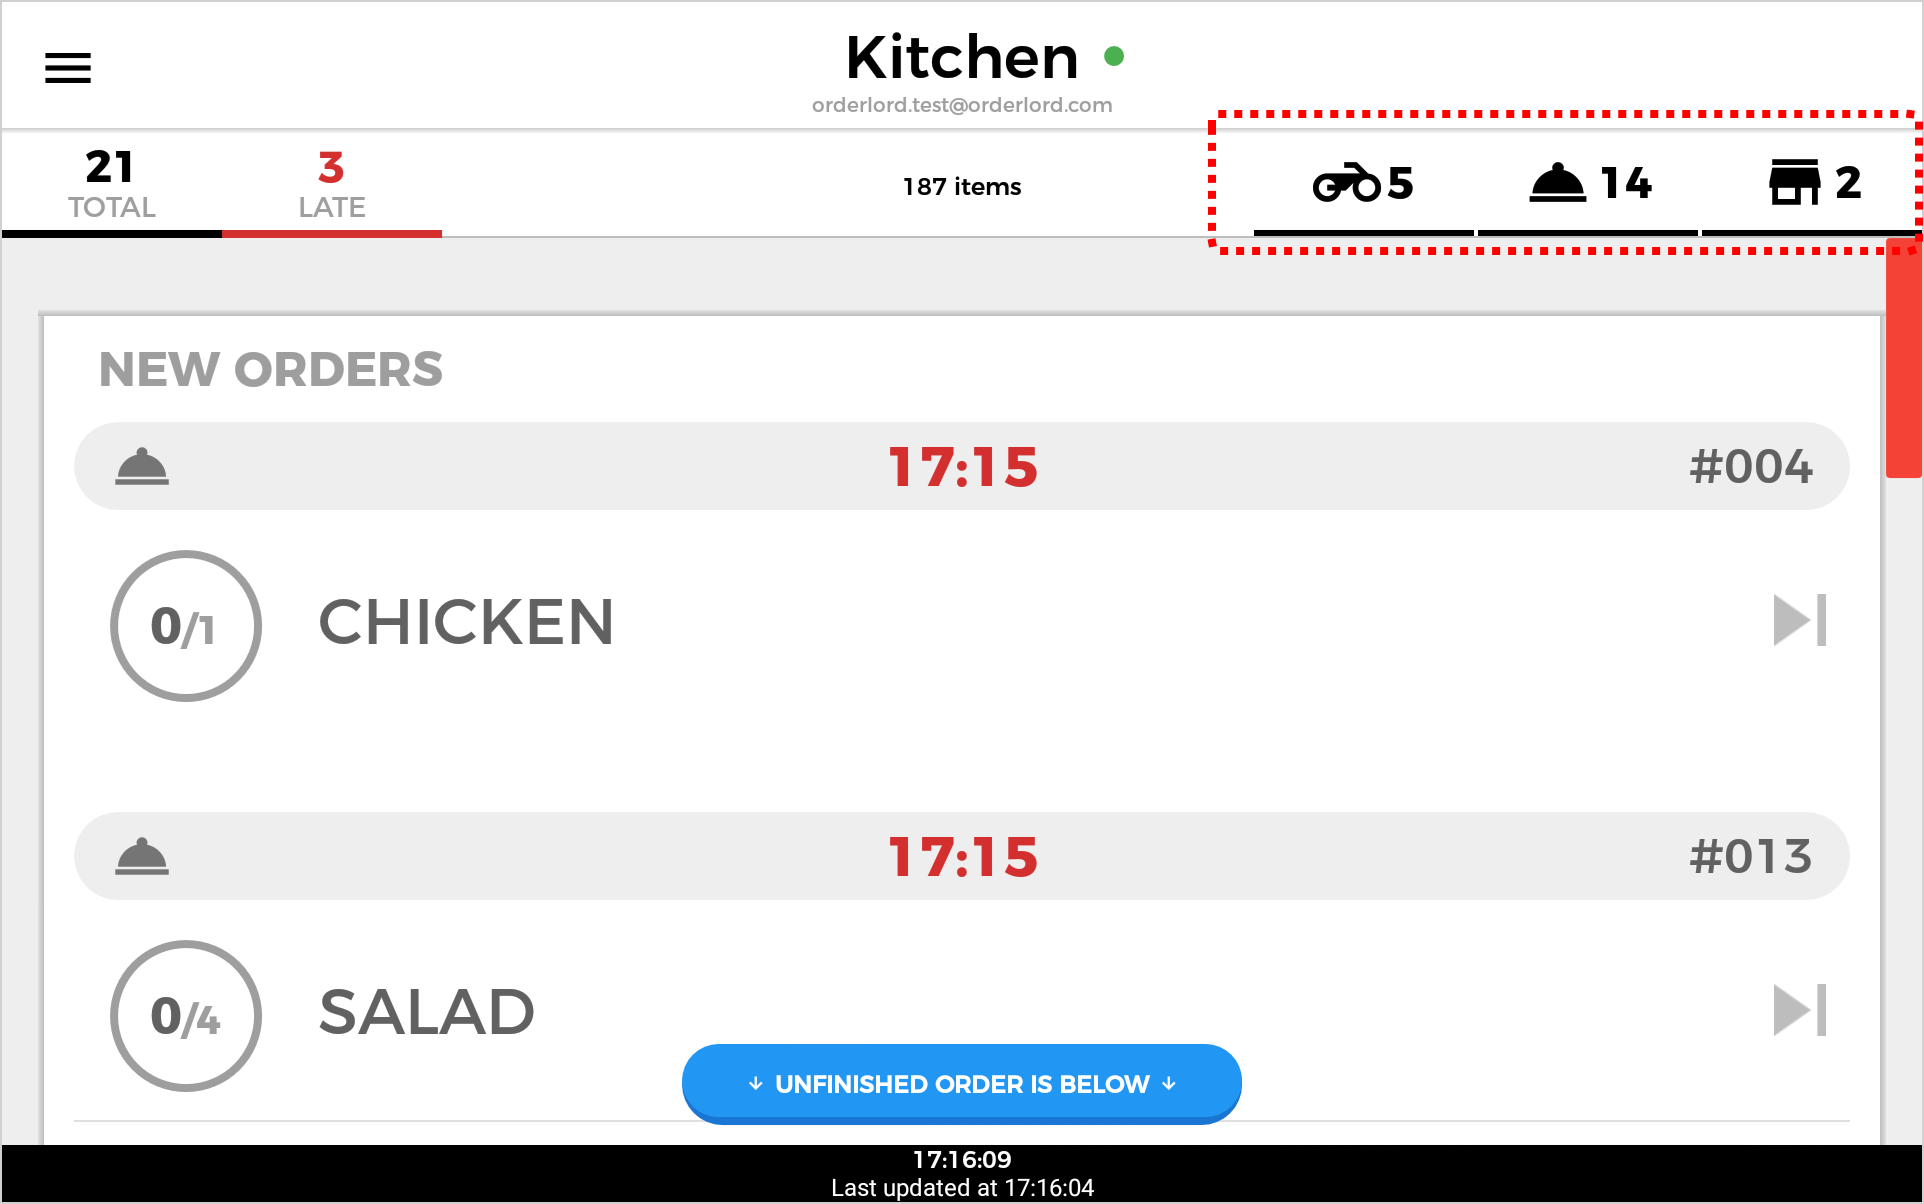 Kitchen
orderlord.test@orderlord.com
21
TOTAL
3
LATE
187 items
5
14
2
NEW ORDERS
17:15 #004
0/1 CHICKEN
17:15 #013
0/4 SALAD
↓ UNFINISHED ORDER IS BELOW ↓
17:16:09
Last updated at 17:16:04